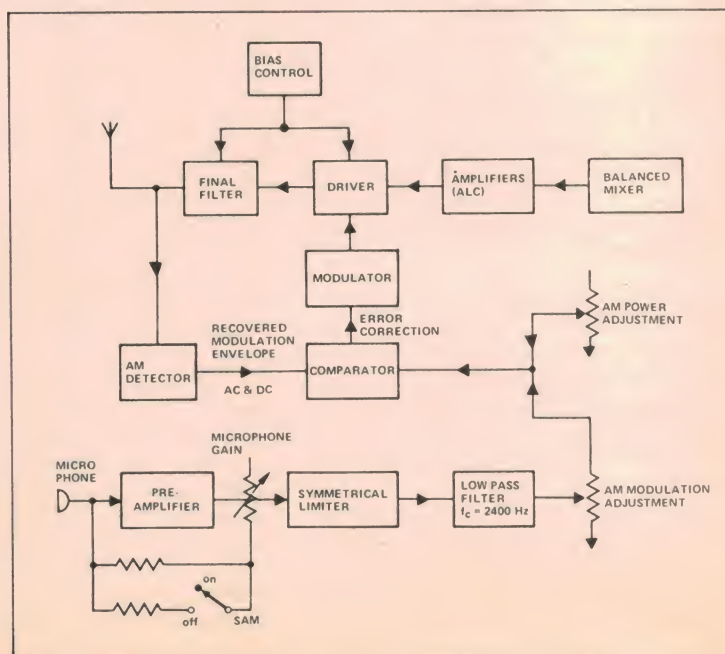 BIAS
CONTROL
FINAL
FILTER
DRIVER
AMPLIFIERS
(ALC)
BALANCED
MIXER
MODULATOR
AM POWER
ADJUSTMENT
RECOVERED
MODULATION
ENVELOPE
ERROR
CORRECTION
AM
DETECTOR
AC & DC
COMPARATOR
MICROPHONE
GAIN
MICRO
PHONE
PRE-
AMPLIFIER
SYMMETRICAL
LIMITER
LOW PASS
FILTER
fc = 2400 Hz
AM MODULATION
ADJUSTMENT
on
off
SAM